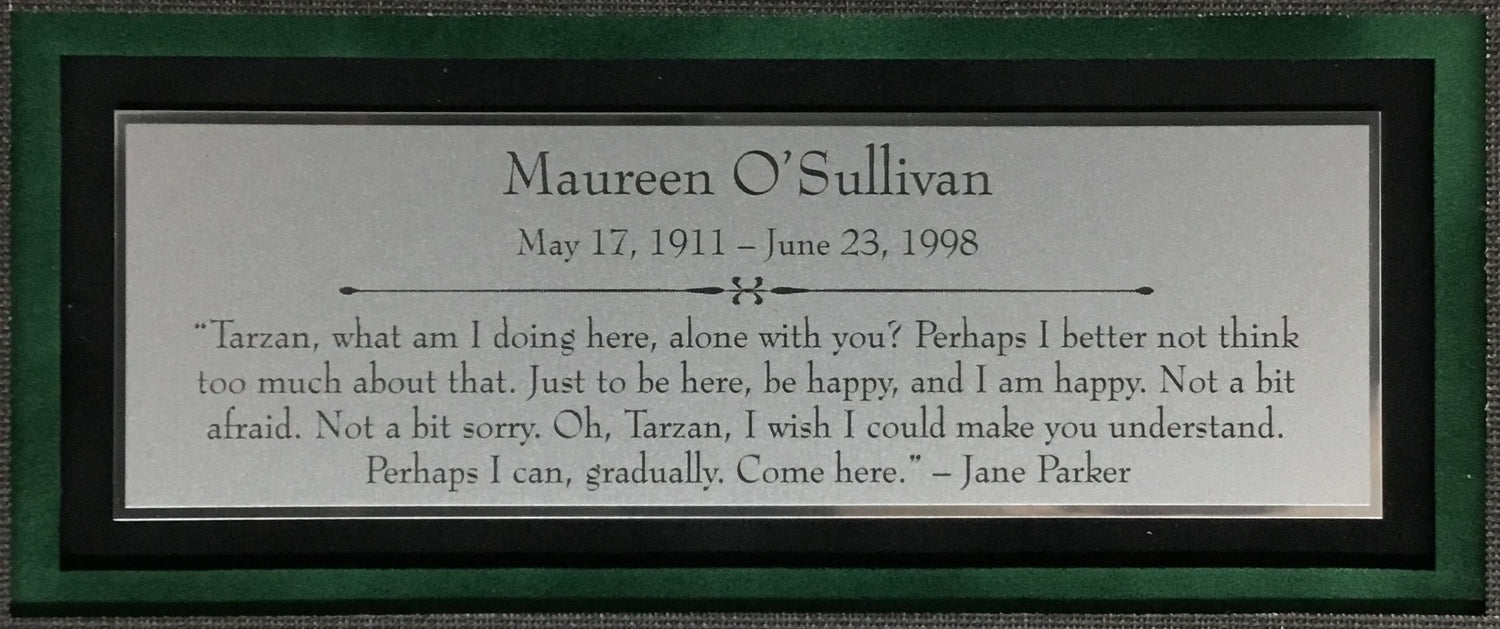 Maureen O’Sullivan
May 17, 1911 – June 23, 1998
“Tarzan, what am I doing here, alone with you? Perhaps I better not think
too much about that. Just to be here, be happy, and I am happy. Not a bit
afraid. Not a bit sorry. Oh, Tarzan, I wish I could make you understand.
Perhaps I can, gradually. Come here.” – Jane Parker